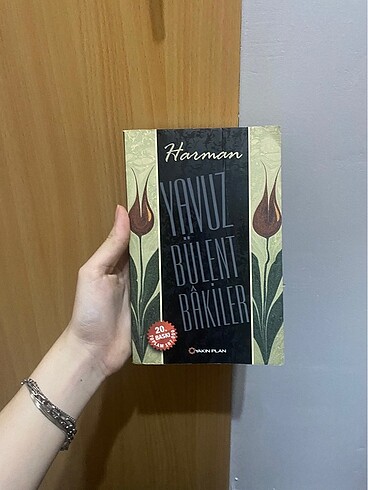 Harman
YAVUZ
BÜLENT
BÂKİLER
20.
BASKI
YAKIN PLAN